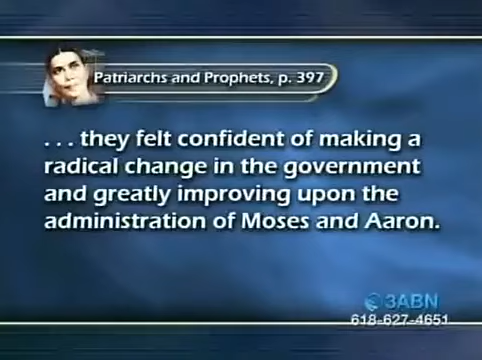 Patriarchs and Prophets, p. 397
. . . they felt confident of making a
radical change in the government
and greatly improving upon the
administration of Moses and Aaron.
3ABN
618-627-4651